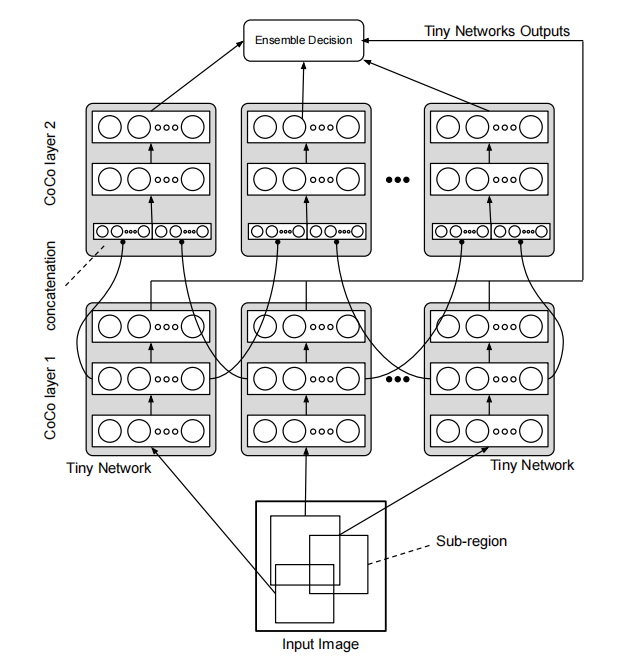 Tiny Networks Outputs
Ensemble Decision
CoCo layer 2
concatenation
CoCo layer 1
Tiny Network
Tiny Network
Sub-region
Input Image